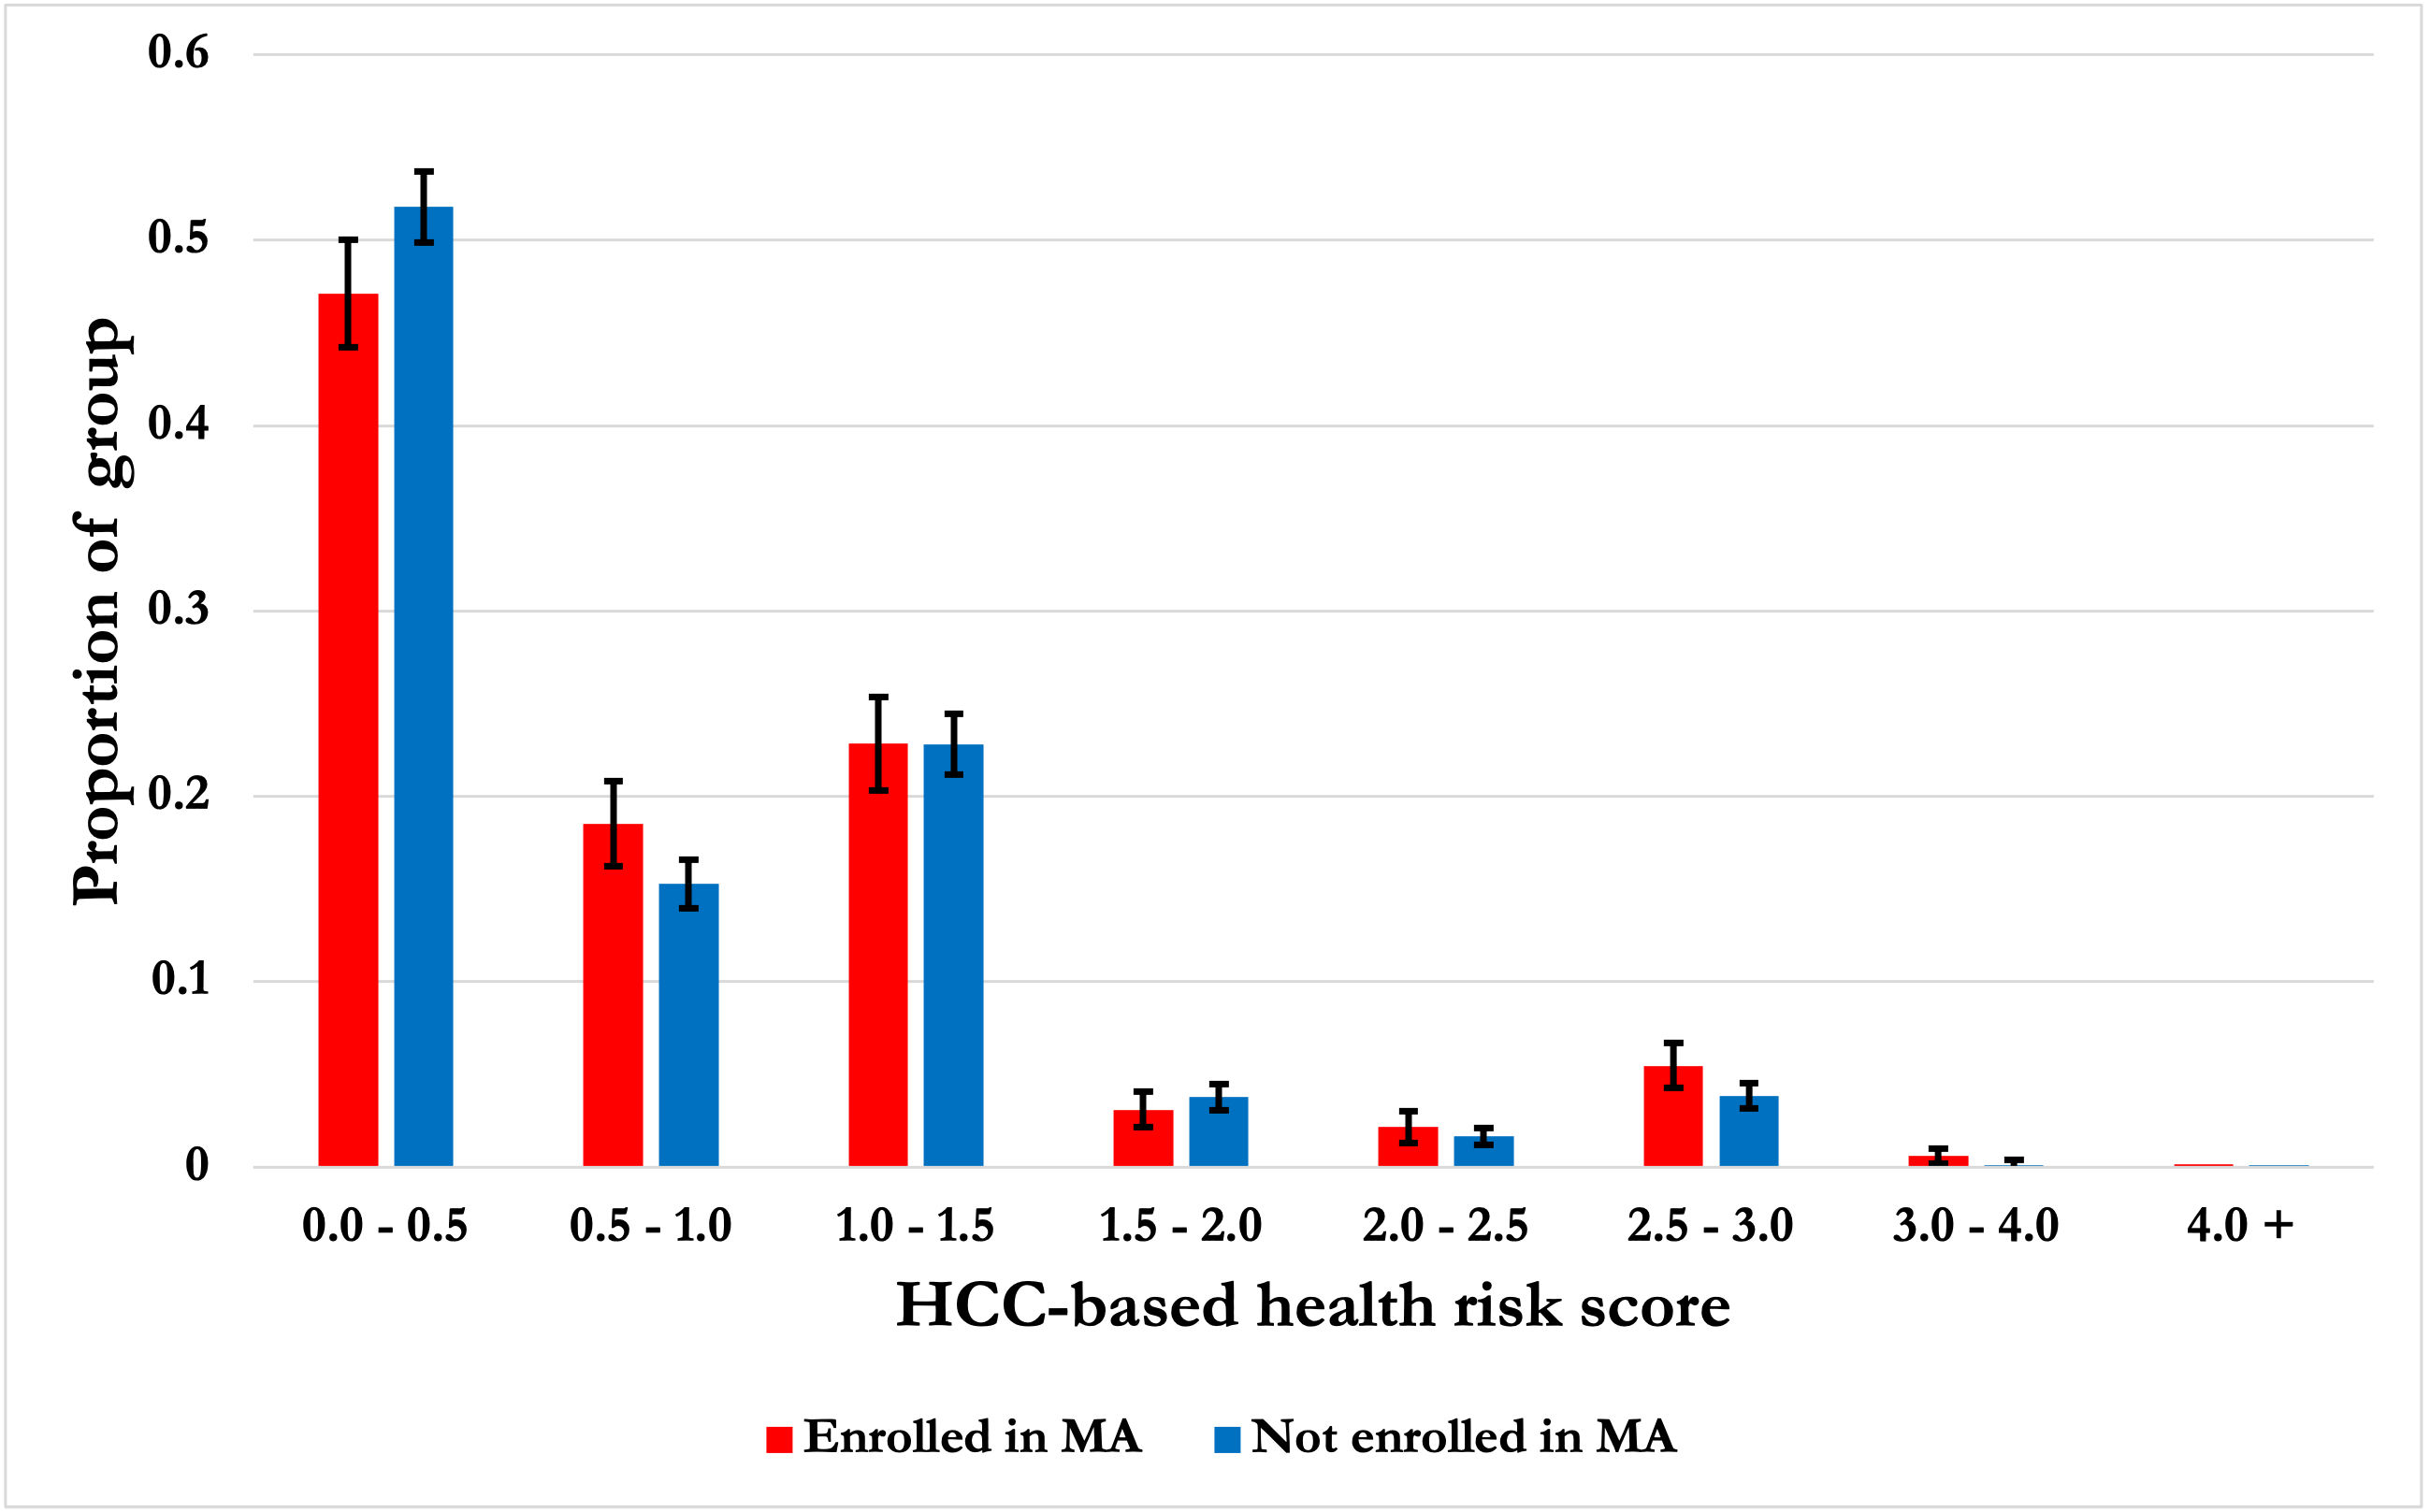 0.6
0.5
0.4
0.3
0.2
0.1
0
Proportion of group
0.0 - 0.5 0.5 - 1.0 1.0 - 1.5 1.5 - 2.0 2.0 - 2.5 2.5 - 3.0 3.0 - 4.0 4.0 +
HCC-based health risk score
Enrolled in MA Not enrolled in MA